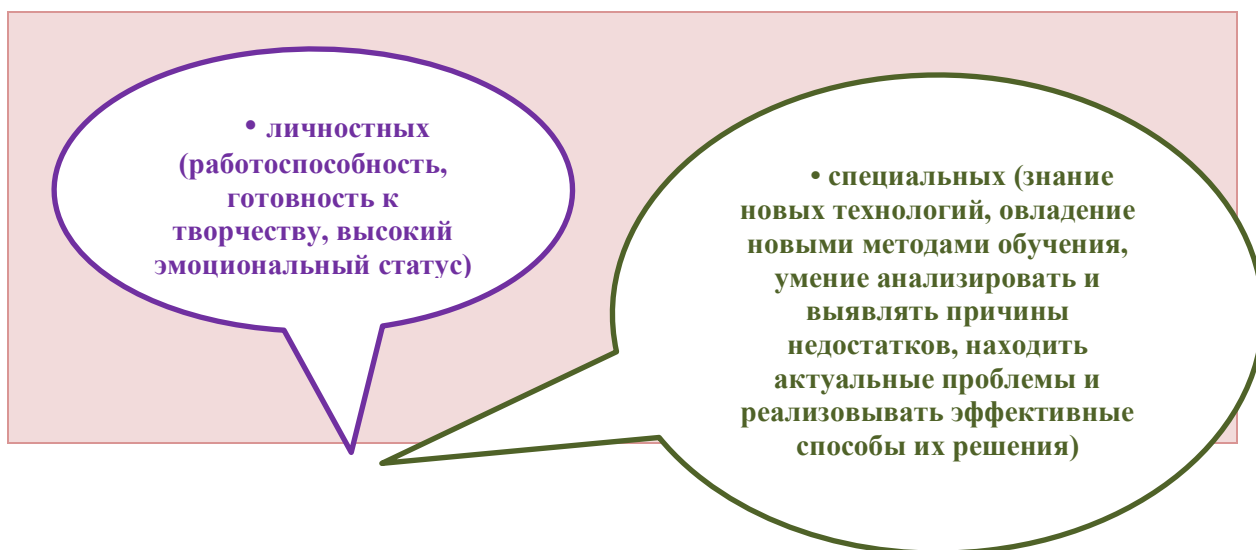 • личностных
(работоспособность,
готовность к
творчеству, высокий
эмоциональный статус)
• специальных (знание
новых технологий, овладение
новыми методами обучения,
умение анализировать и
выявлять причины
недостатков, находить
актуальные проблемы и
реализовывать эффективные
способы их решения)